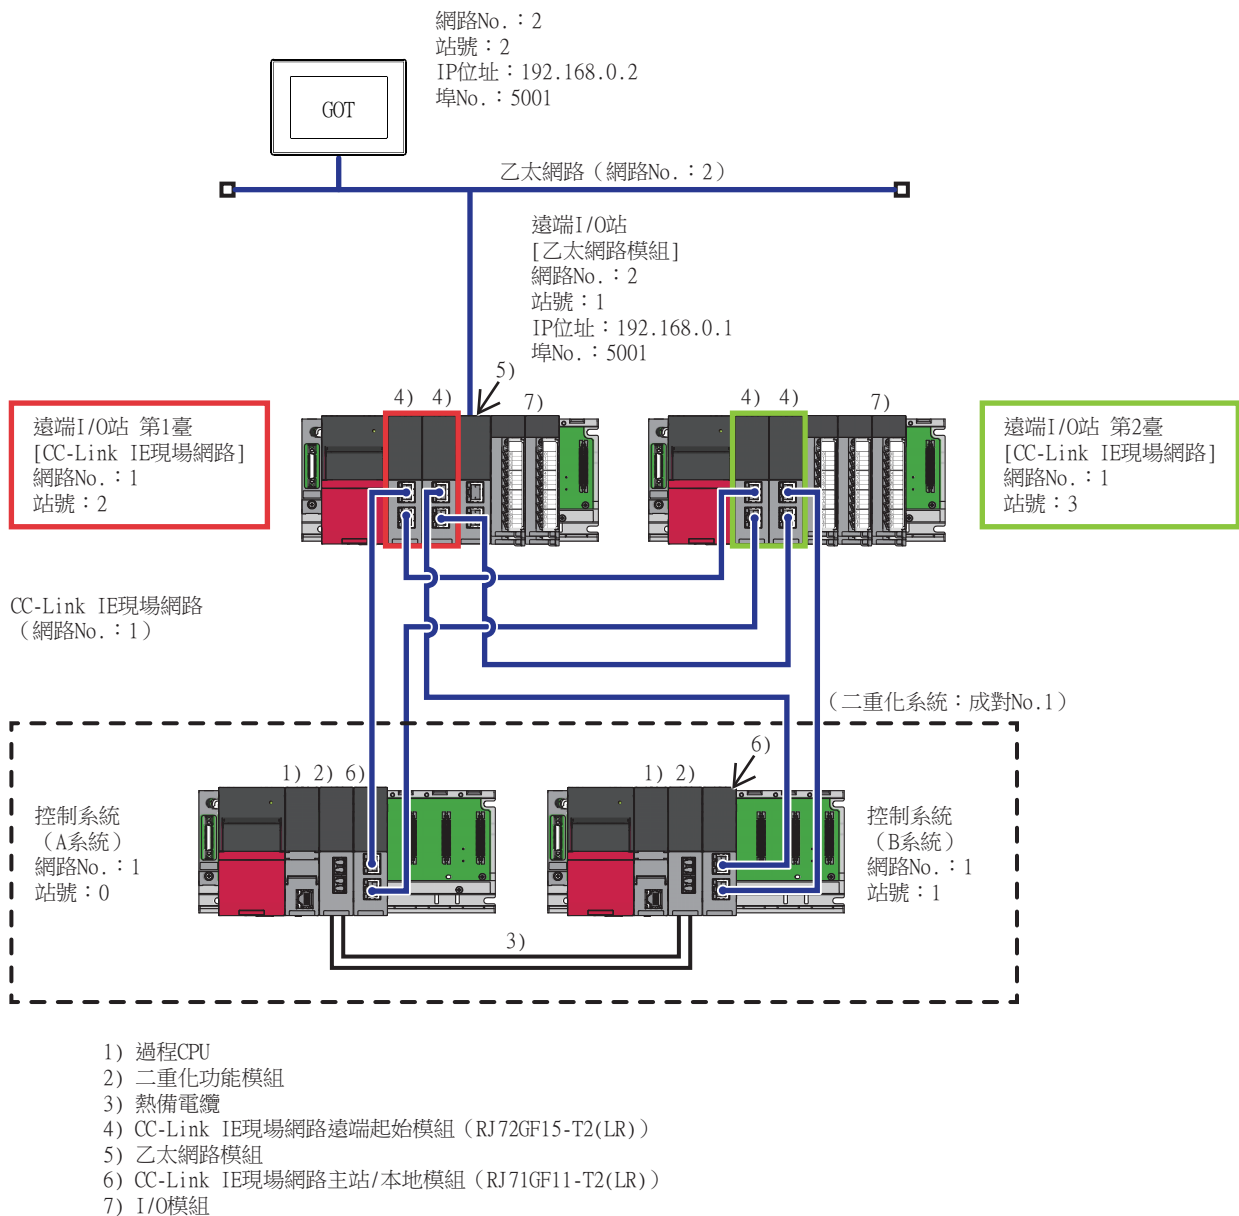 網路No.：2
站號：2
IP位址：192.168.0.2
埠No.：5001
GOT
乙太網路（網路No.：2）
遠端I/O站
[乙太網路模組]
網路No.：2
站號：1
IP位址：192.168.0.1
埠No.：5001
5)
4) 4)
7)
4) 4)
7)
遠端I/O站 第1臺
[CC-Link IE現場網路]
網路No.：1
站號：2
遠端I/O站 第2臺
[CC-Link IE現場網路]
網路No.：1
站號：3
CC-Link IE現場網路
（網路No.：1）
（二重化系統：成對No.1）
1) 2) 6)
1) 2)
6)
控制系統
（A系統）
網路No.：1
站號：0
控制系統
（B系統）
網路No.：1
站號：1
3)
1) 過程CPU
2) 二重化功能模組
3) 熱備電纜
4) CC-Link IE現場網路遠端起始模組（RJ72GF15-T2(LR)）
5) 乙太網路模組
6) CC-Link IE現場網路主站/本地模組（RJ71GF11-T2(LR)）
7) I/O模組